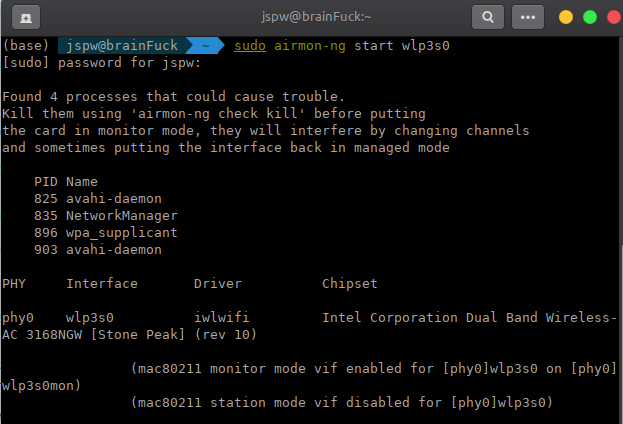 jspw@brainFuck:~
(base) jspw@brainFuck ~ sudo airmon-ng start wlp3s0
[sudo] password for jspw:
Found 4 processes that could cause trouble.
Kill them using 'airmon-ng check kill' before putting
the card in monitor mode, they will interfere by changing channels
and sometimes putting the interface back in managed mode
PID Name
825 avahi-daemon
835 NetworkManager
896 wpa_supplicant
903 avahi-daemon
PHY Interface Driver Chipset
phy0 wlp3s0 iwlwifi Intel Corporation Dual Band Wireless-
AC 3168NGW [Stone Peak] (rev 10)
(mac80211 monitor mode vif enabled for [phy0]wlp3s0 on [phy0]
wlp3s0mon)
(mac80211 station mode vif disabled for [phy0]wlp3s0)